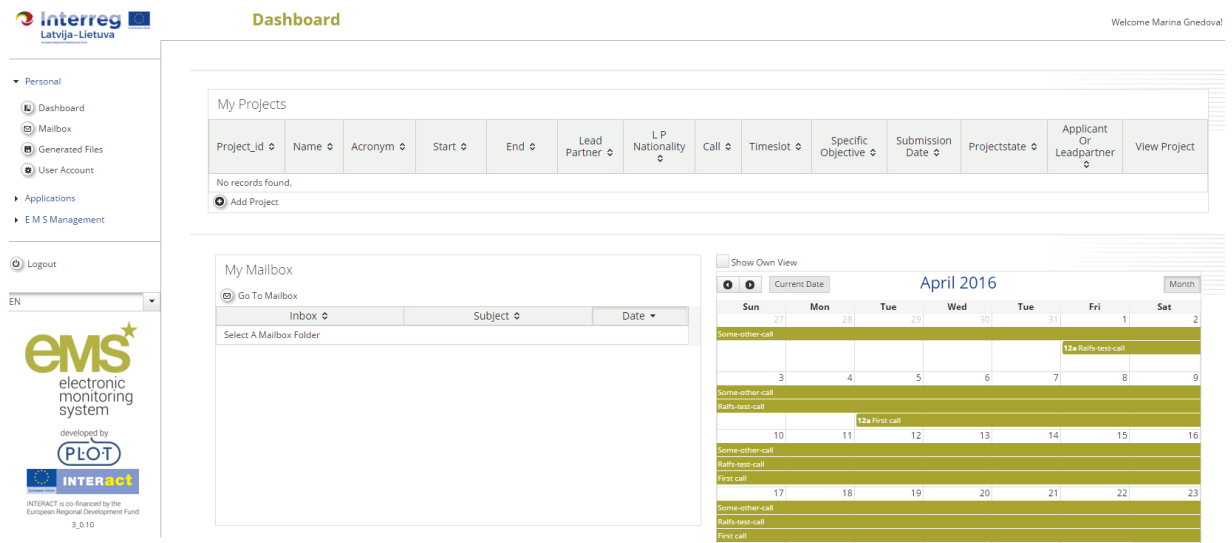 Interreg
Latvija-Lietuva
European Regional Development Fund
Dashboard
Welcome Marina Gnedova!
Personal
Dashboard
Mailbox
Generated Files
User Account
Applications
E M S Management
Logout
EN
eMS
electronic
monitoring
system
developed by
PLOT
European Union
INTERACT
INTERACT is co-financed by the
European Regional Development Fund
3_0.10
My Projects
Project_id Name Acronym Start End Lead Partner L P Nationality Call Timeslot Specific Objective Submission Date Projectstate Applicant Or Leadpartner View Project
No records found.
Add Project
My Mailbox
Go To Mailbox
Inbox Subject Date
Select A Mailbox Folder
Show Own View
Current Date April 2016 Month
Sun Mon Tue Wed Tue Fri Sat
27 28 29 30 31 1 2
Some-other-call
12a Ralfs-test-call
3 4 5 6 7 8 9
Some-other-call
Ralfs-test-call
12a First call
10 11 12 13 14 15 16
Some-other-call
Ralfs-test-call
First call
17 18 19 20 21 22 23
Some-other-call
Ralfs-test-call
First call